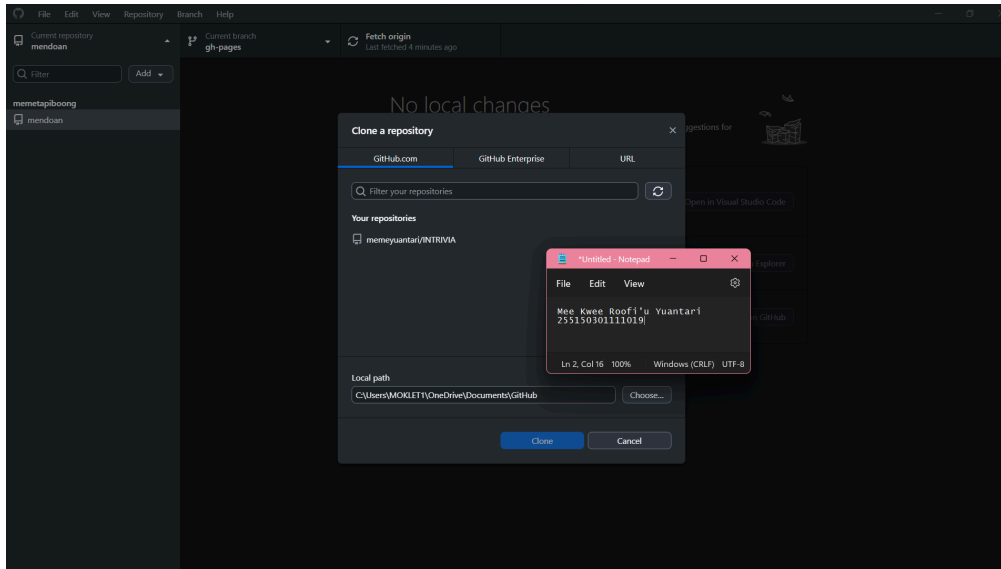 File Edit View Repository Branch Help
Current repository
mendoan
Current branch
gh-pages
Fetch origin
Last fetched 4 minutes ago
Filter
Add
memetapiboong
mendoan
No local changes
ggestions for
Open in Visual Studio Code
Explorer
n GitHub
Clone a repository
GitHub.com GitHub Enterprise URL
Filter your repositories
Your repositories
memeyuantari/INTRIVIA
*Untitled - Notepad
File Edit View
Mee Kwee Roofi'u Yuantari
255150301111019
Ln 2, Col 16 100% Windows (CRLF) UTF-8
Local path
C:\Users\MOKLET1\OneDrive\Documents\GitHub
Choose...
Clone Cancel